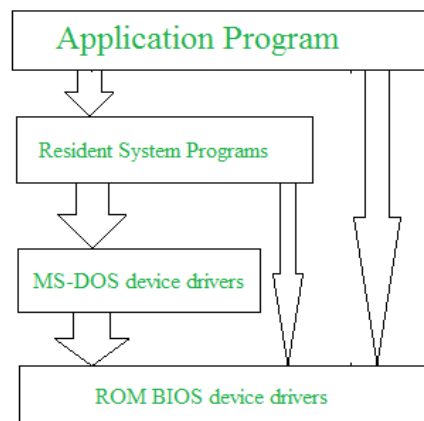 Application Program
Resident System Programs
MS-DOS device drivers
ROM BIOS device drivers